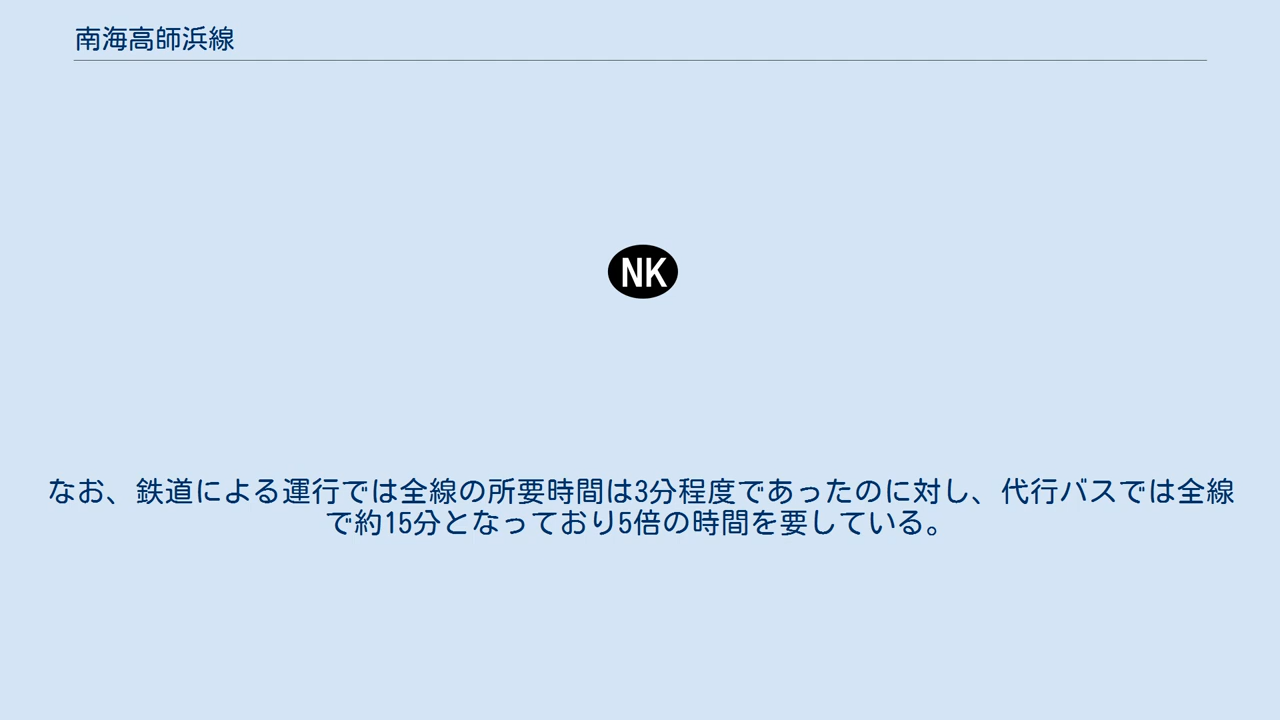 南海高師浜線
NK
なお、鉄道による運行では全線の所要時間は3分程度であったのに対し、代行バスでは全線
で約15分となっており5倍の時間を要している。